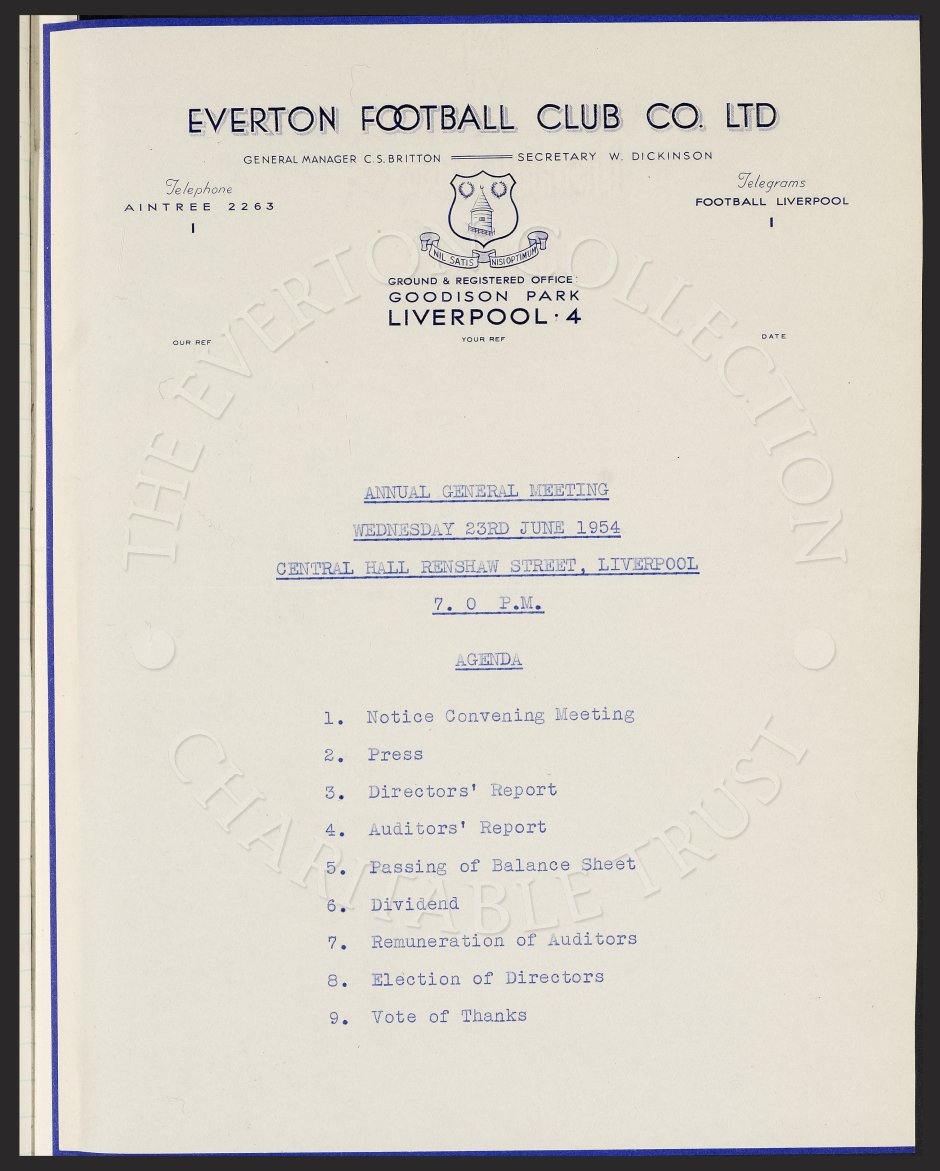 EVERTON FOOTBALL CLUB CO. LTD
GENERAL MANAGER C.S. BRITTON SECRETARY W. DICKINSON
Telephone
AINTREE 2263
Telegrams
FOOTBALL LIVERPOOL
NIL SATIS NISI OPTIMUM
GROUND & REGISTERED OFFICE:
GOODISON PARK
LIVERPOOL · 4
OUR REF YOUR REF DATE
THE EVERTON COLLECTION
ANNUAL GENERAL MEETING
WEDNESDAY 23RD JUNE 1954
CENTRAL HALL RENSHAW STREET, LIVERPOOL
7. 0 P.M.
AGENDA
1. Notice Convening Meeting
2. Press
3. Directors' Report
4. Auditors' Report
5. Passing of Balance Sheet
6. Dividend
7. Remuneration of Auditors
8. Election of Directors
9. Vote of Thanks
CHARITABLE TRUST